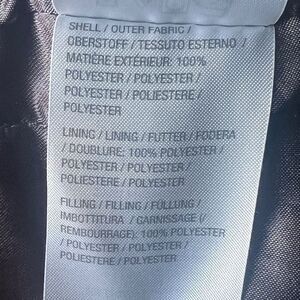 SHELL / OUTER FABRIC /
OBERSTOFF / TESSUTO ESTERNO /
MATIÈRE EXTÉRIEUR: 100%
POLYESTER / POLYESTER /
POLYESTER / POLIESTERE /
POLYESTER
LINING / LINING / FUTTER / FODERA
/ DOUBLURE: 100% POLYESTER /
POLYESTER / POLYESTER /
POLIESTERE / POLYESTER
FILLING / FILLING / FÜLLUNG /
IMBOTTITURA / GARNISSAGE (/
REMBOURRAGE): 100% POLYESTER
/ POLYESTER / POLYESTER /
POLIESTERE / POLYESTER